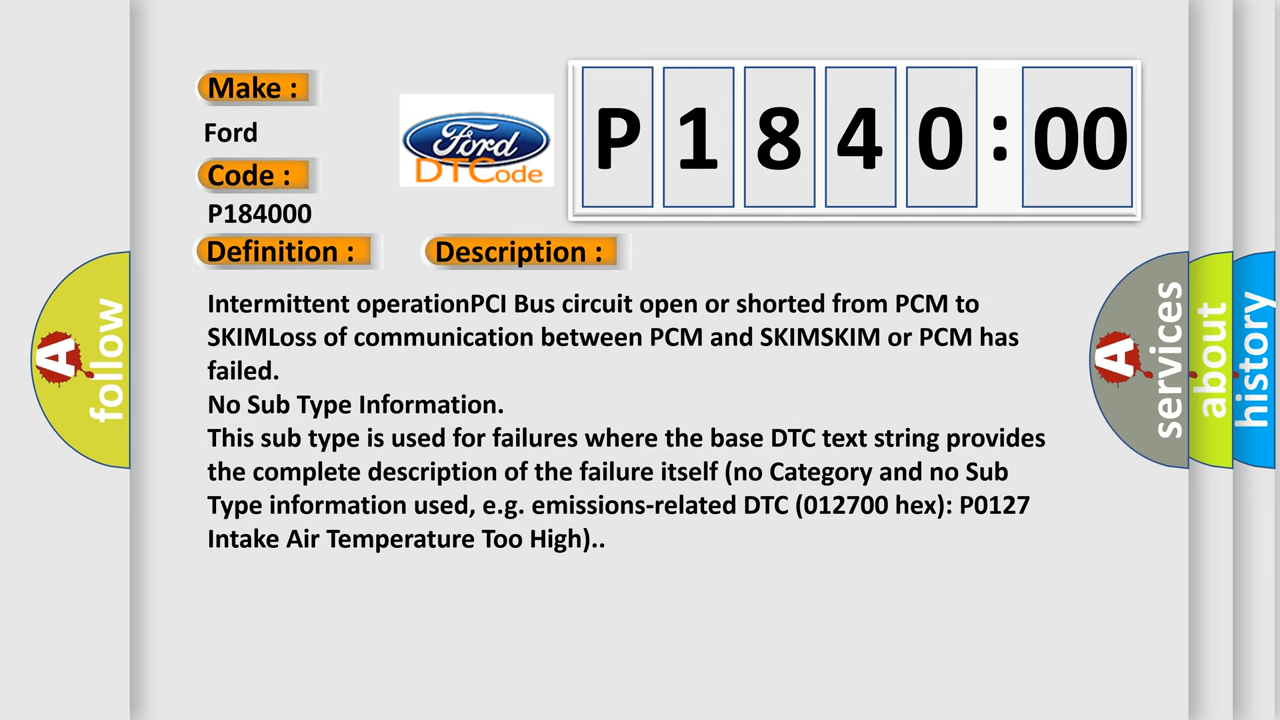 Make :
Ford
Code :
P184000
Ford
DTCode
P1840:00
Definition :
Description :
Intermittent operationPCI Bus circuit open or shorted from PCM to
SKIMLoss of communication between PCM and SKIMSKIM or PCM has
failed.
No Sub Type Information.
This sub type is used for failures where the base DTC text string provides
the complete description of the failure itself (no Category and no Sub
Type information used, e.g. emissions-related DTC (012700 hex): P0127
Intake Air Temperature Too High)..
A
follow
A
services
about
history